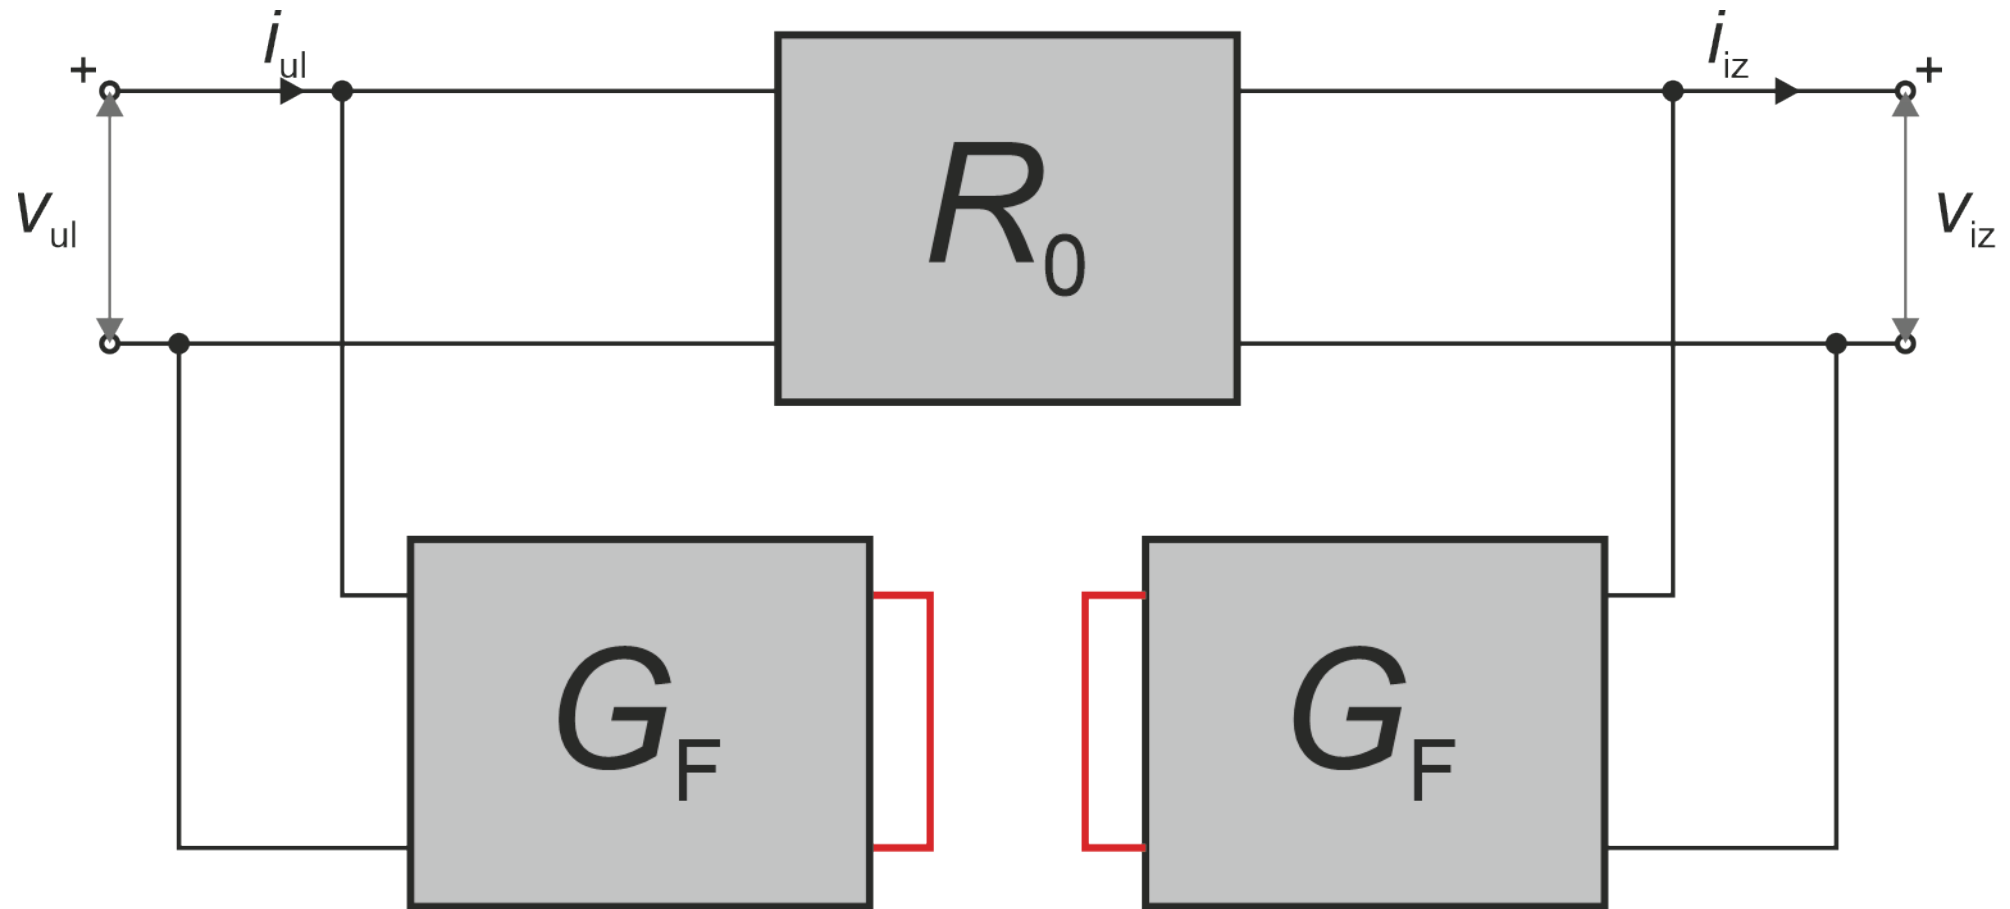 i_ul
i_iz
+
+
R_0
v_ul
v_iz
G_F
G_F